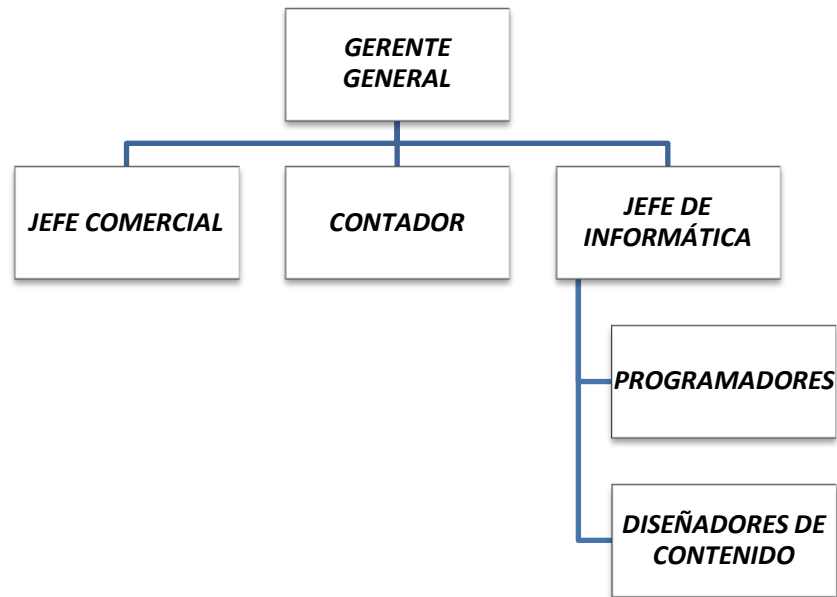 GERENTE
GENERAL
JEFE COMERCIAL
CONTADOR
JEFE DE
INFORMÁTICA
PROGRAMADORES
DISEÑADORES DE
CONTENIDO